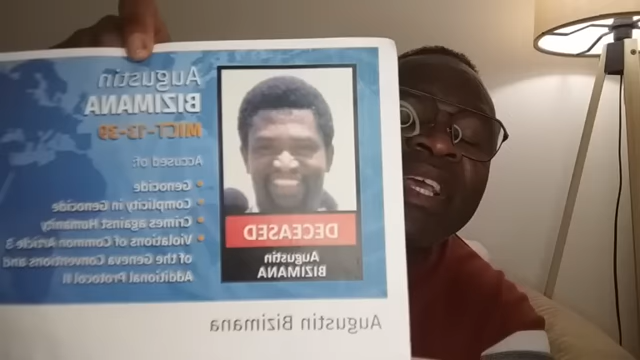 Augustin
BIZIMANA
MICT-13-39
Accused of:
Genocide
Complicity in Genocide
Crimes against Humanity
Violations of Common Article 3
of the Geneva Conventions and
Additional Protocol II
DECEASED
Augustin
BIZIMANA
Augustin Bizimana